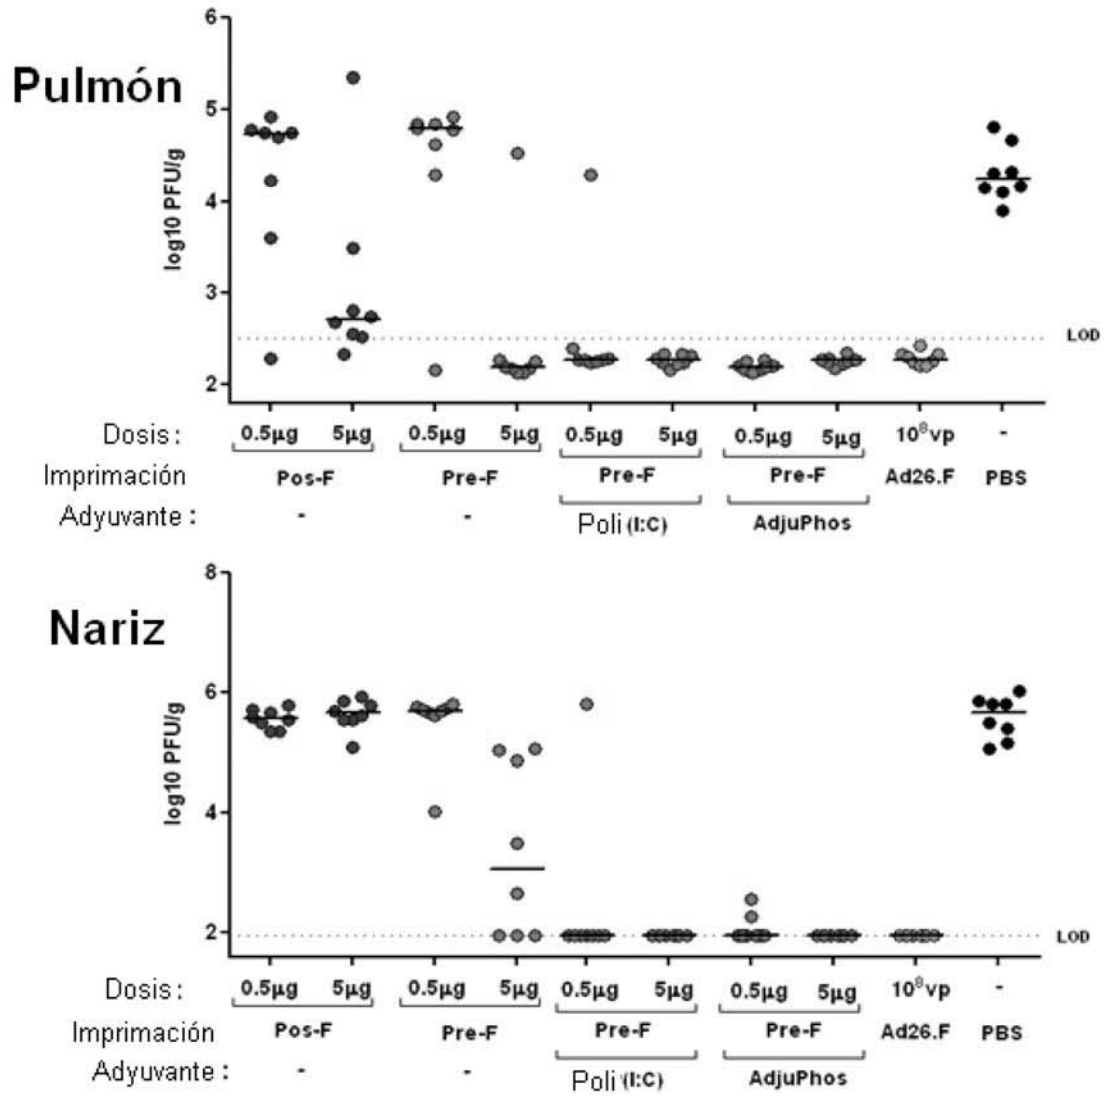 6
Pulmón
5
log10 PFU/g
4
3
LOD
2
Dosis: 0.5µg 5µg 0.5µg 5µg 0.5µg 5µg 0.5µg 5µg 10⁸vp -
Imprimación Pos-F Pre-F Pre-F Pre-F Ad26.F PBS
Adyuvante: - - Poli (I:C) AdjuPhos
8
Nariz
6
log10 PFU/g
4
2
LOD
Dosis: 0.5µg 5µg 0.5µg 5µg 0.5µg 5µg 0.5µg 5µg 10⁸vp -
Imprimación Pos-F Pre-F Pre-F Pre-F Ad26.F PBS
Adyuvante: - - Poli (I:C) AdjuPhos